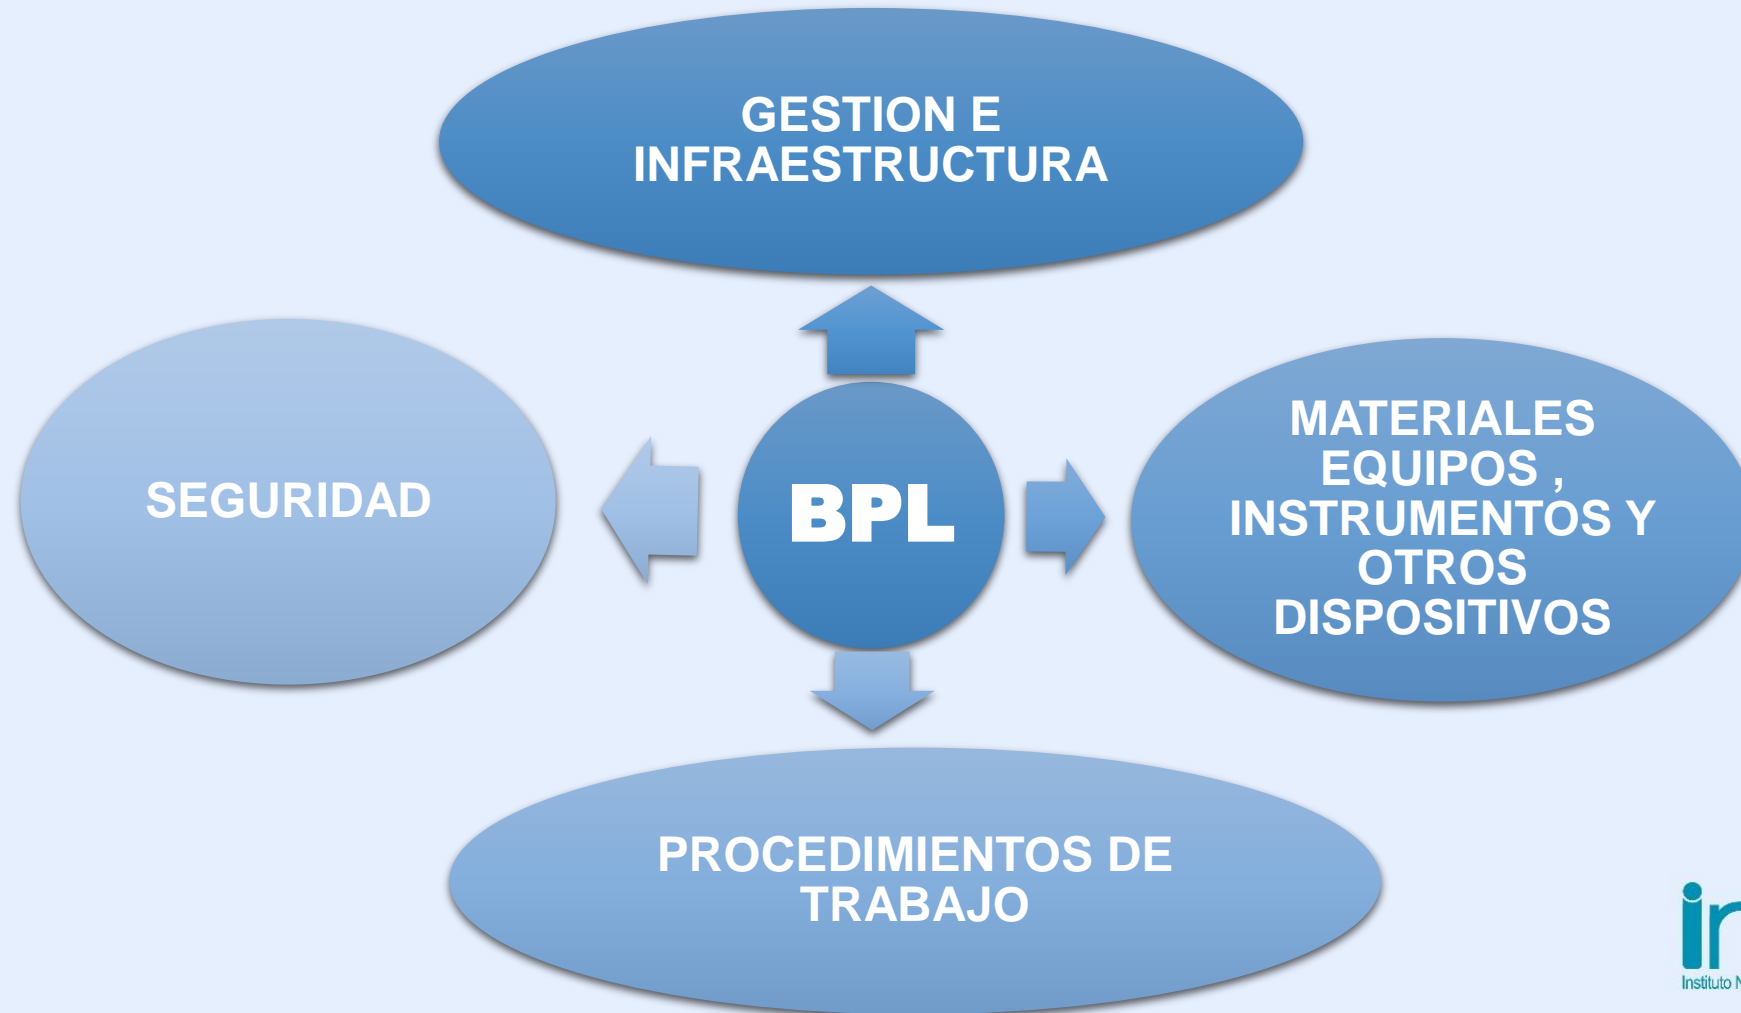 GESTION E
INFRAESTRUCTURA
SEGURIDAD
BPL
MATERIALES
EQUIPOS ,
INSTRUMENTOS Y
OTROS
DISPOSITIVOS
PROCEDIMIENTOS DE
TRABAJO
Instituto